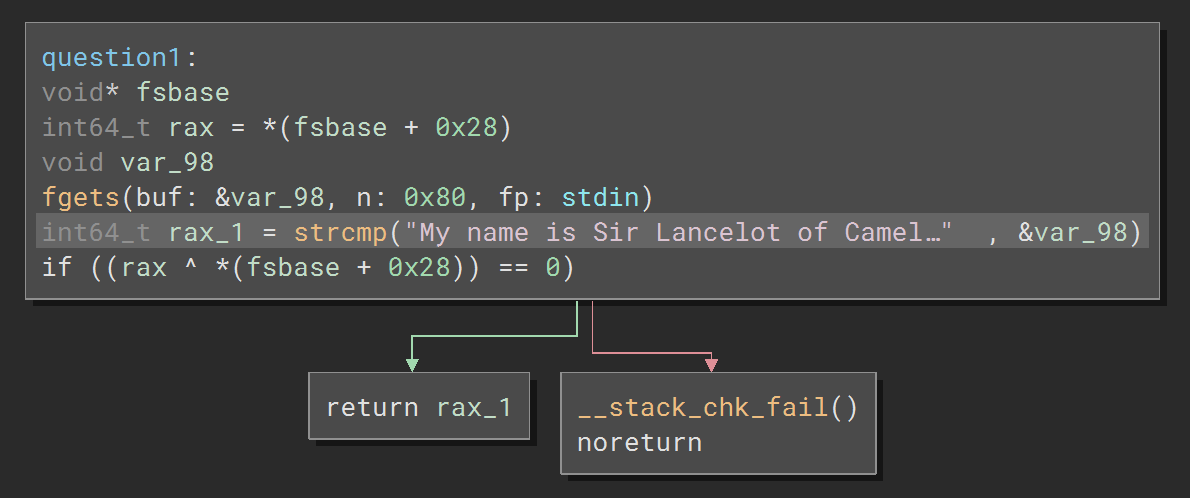 question1:
void* fsbase
int64_t rax = *(fsbase + 0x28)
void var_98
fgets(buf: &var_98, n: 0x80, fp: stdin)
int64_t rax_1 = strcmp("My name is Sir Lancelot of Camel…"  , &var_98)
if ((rax ^ *(fsbase + 0x28)) == 0)
return rax_1
__stack_chk_fail()
noreturn